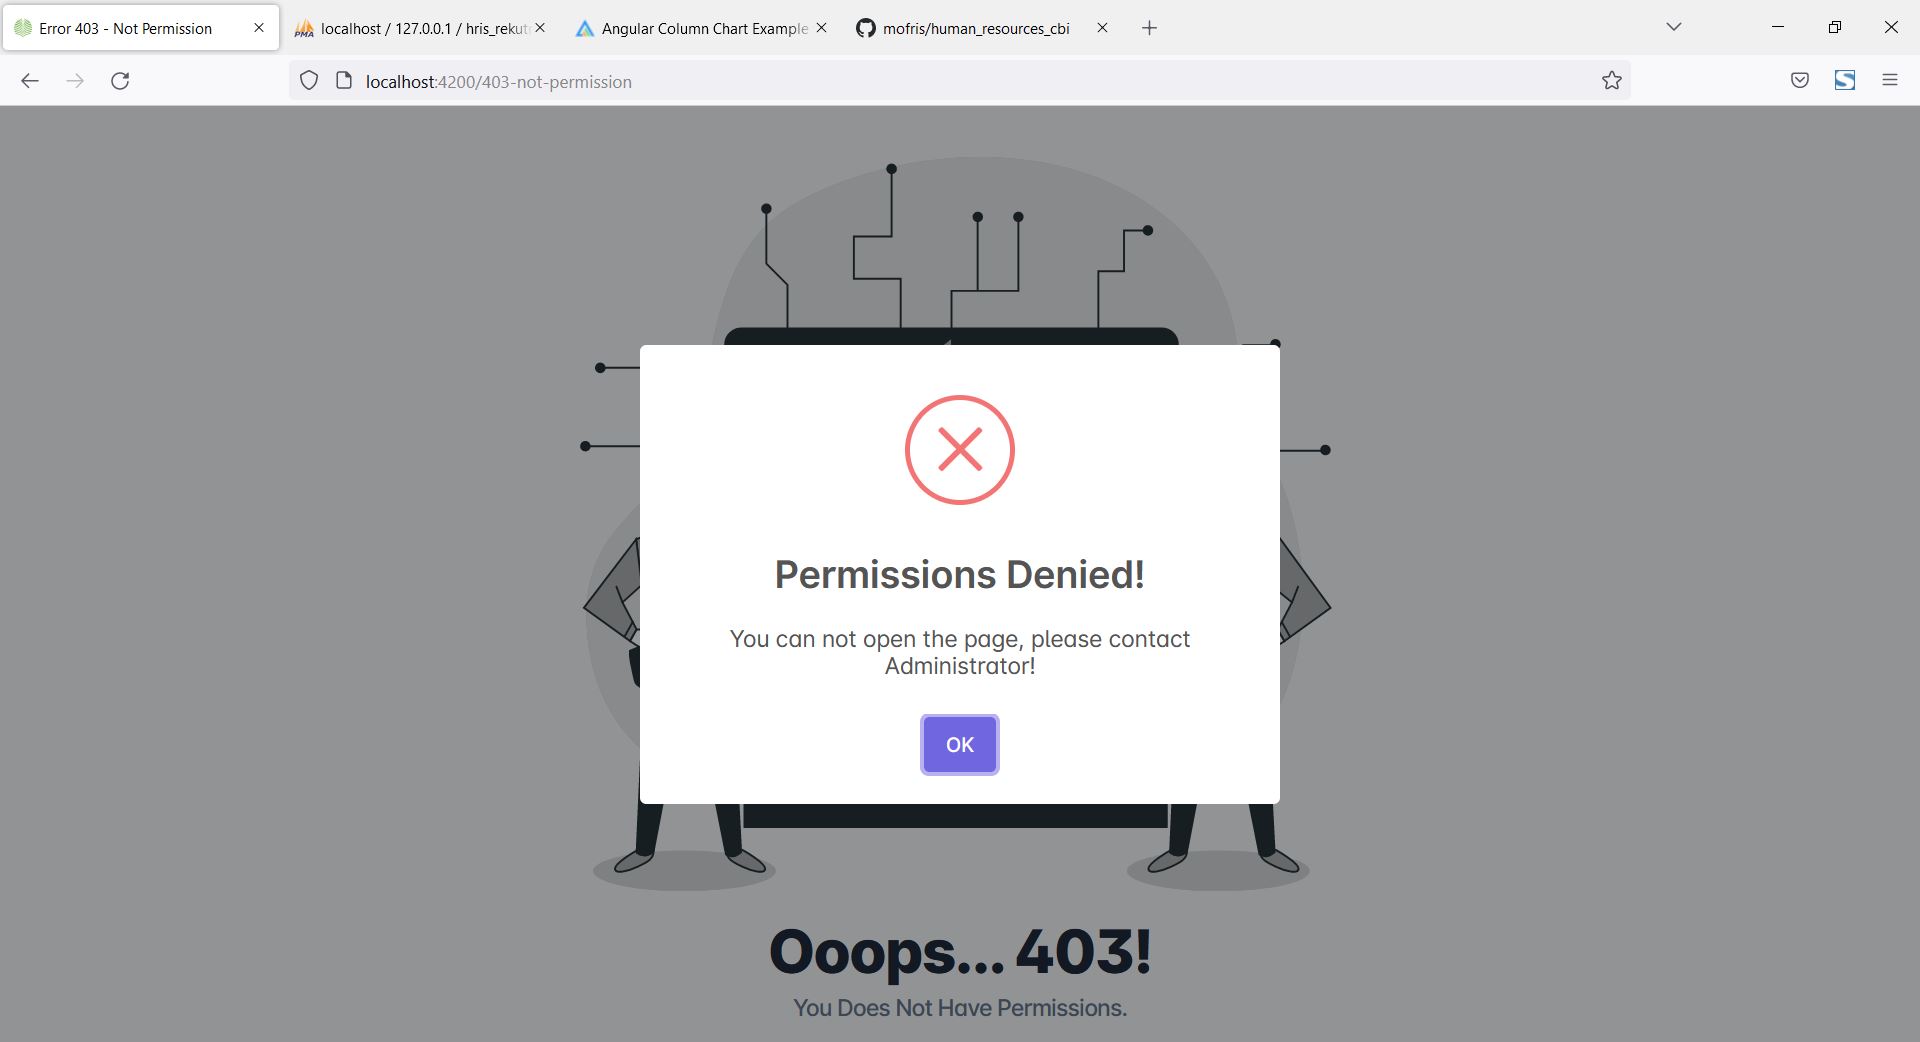 Error 403 - Not Permission
PMA localhost / 127.0.0.1 / hris_rekut
Angular Column Chart Example
mofris/human_resources_cbi
localhost:4200/403-not-permission
S
Permissions Denied!
You can not open the page, please contact
Administrator!
OK
Ooops... 403!
You Does Not Have Permissions.